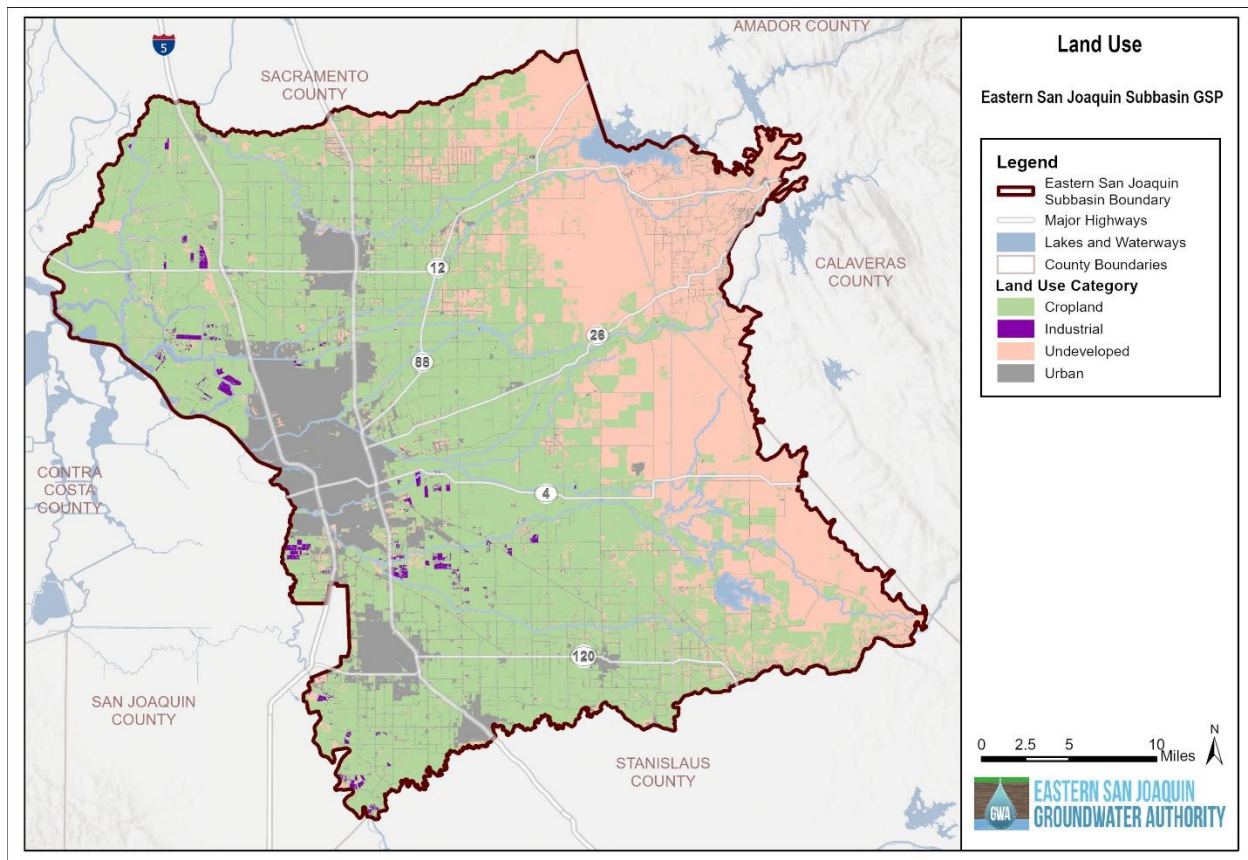 AMADOR COUNTY
5
SACRAMENTO
COUNTY
12
CALAVERAS
COUNTY
26
88
CONTRA
COSTA
COUNTY
4
120
SAN JOAQUIN
COUNTY
STANISLAUS
COUNTY
Land Use
Eastern San Joaquin Subbasin GSP
Legend
Eastern San Joaquin
Subbasin Boundary
Major Highways
Lakes and Waterways
County Boundaries
Land Use Category
Cropland
Industrial
Undeveloped
Urban
N
0 2.5 5 10
Miles
GWA
EASTERN SAN JOAQUIN
GROUNDWATER AUTHORITY